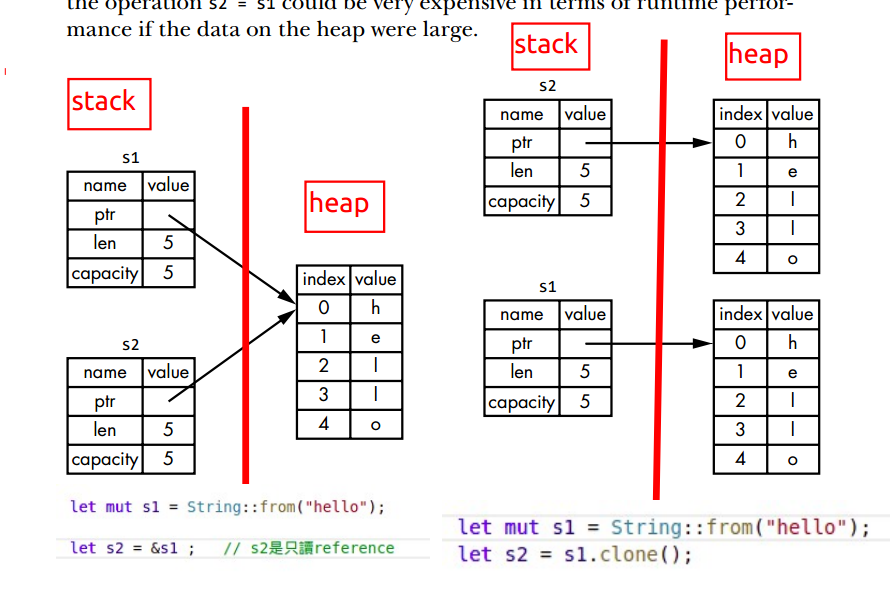 the operation s2 = s1 could be very expensive in terms of runtime perfor-
mance if the data on the heap were large.
stack
s1
name value
ptr
len 5
capacity 5
s2
name value
ptr
len 5
capacity 5
heap
index value
0 h
1 e
2 l
3 l
4 o
let mut s1 = String::from("hello");
let s2 = &s1 ; // s2是只讀reference
stack
s2
name value
ptr
len 5
capacity 5
s1
name value
ptr
len 5
capacity 5
heap
index value
0 h
1 e
2 l
3 l
4 o
index value
0 h
1 e
2 l
3 l
4 o
let mut s1 = String::from("hello");
let s2 = s1.clone();